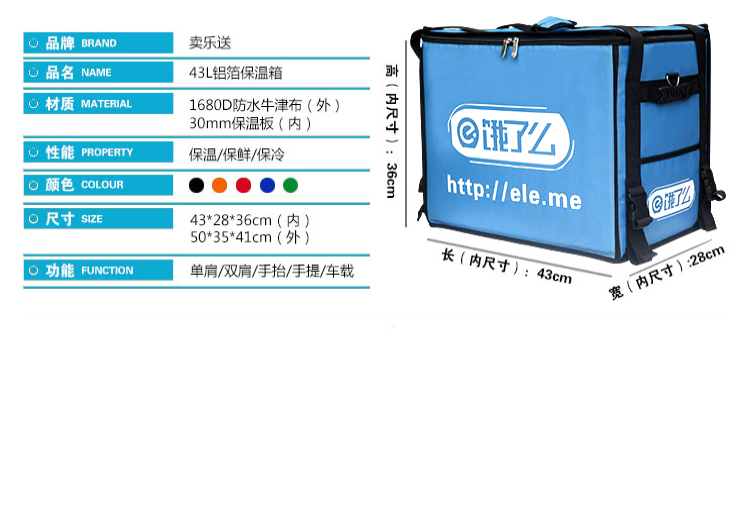 品牌 BRAND 卖乐送
品名 NAME 43L铝箔保温箱
材质 MATERIAL 1680D防水牛津布（外）
30mm保温板（内）
性能 PROPERTY 保温/保鲜/保冷
颜色 COLOUR
尺寸 SIZE 43*28*36cm（内）
50*35*41cm（外）
功能 FUNCTION 单肩/双肩/手抬/手提/车载
高（内尺寸）：36cm
e饿了么
http://ele.me
e饿了么
长（内尺寸）：43cm
宽（内尺寸）:28cm